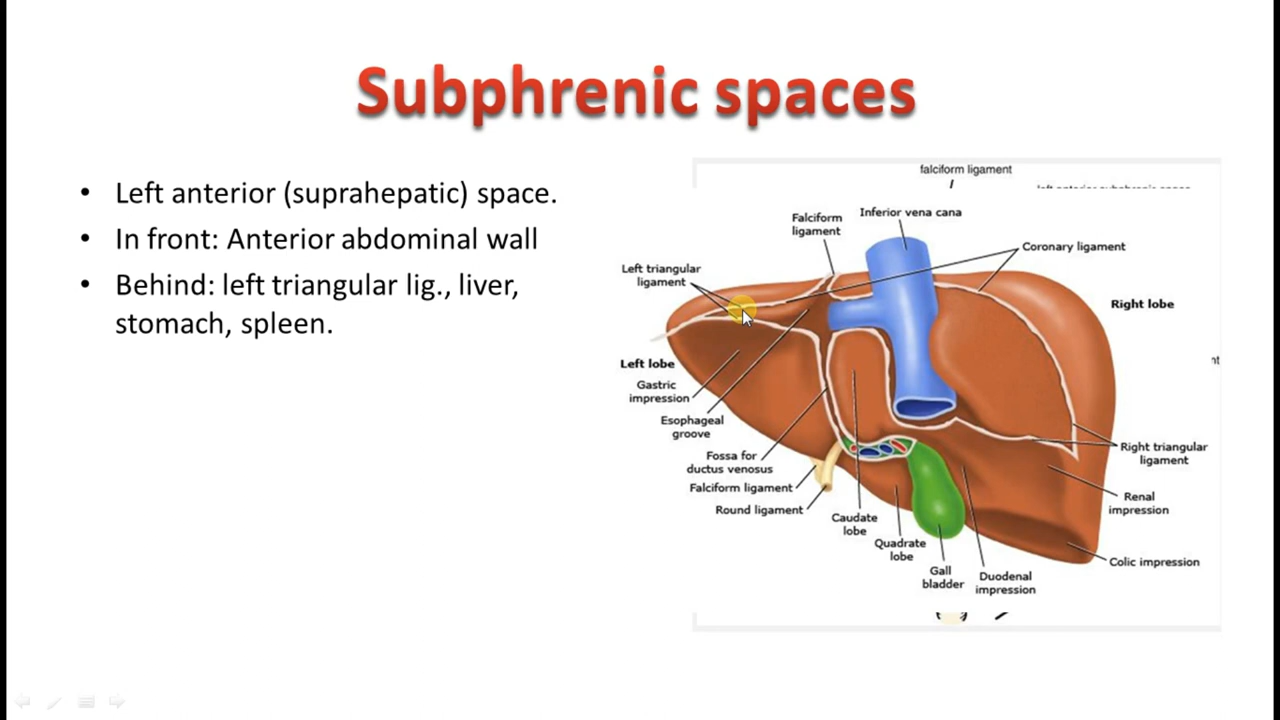 Subphrenic spaces
• Left anterior (suprahepatic) space.
• In front: Anterior abdominal wall
• Behind: left triangular lig., liver,
stomach, spleen.
falciform ligament
Falciform
ligament
Inferior vena cana
Coronary ligament
Left triangular
ligament
Right lobe
Left lobe
Gastric
impression
Esophageal
groove
Fossa for
ductus venosus
Falciform ligament
Round ligament
Caudate
lobe
Quadrate
lobe
Gall
bladder
Duodenal
impression
Right triangular
ligament
Renal
impression
Colic impression